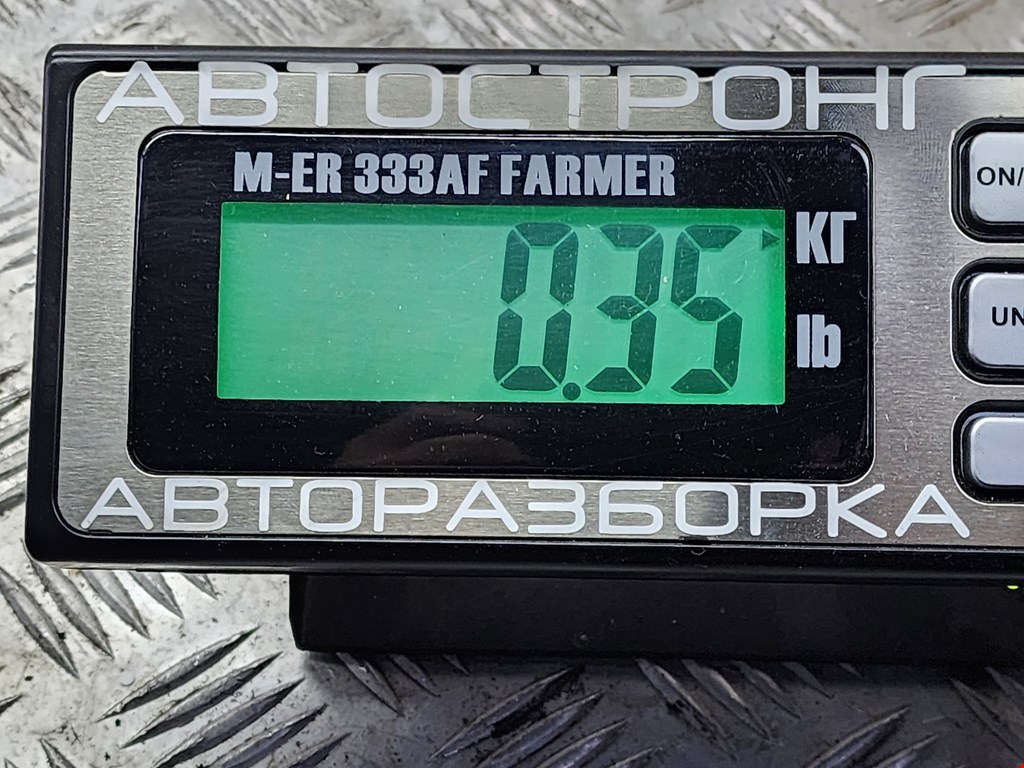 АВТОСТРОНГ
M-ER 333AF FARMER
0.35
КГ
lb
АВТОРАЗБОРКА
ON/
UN